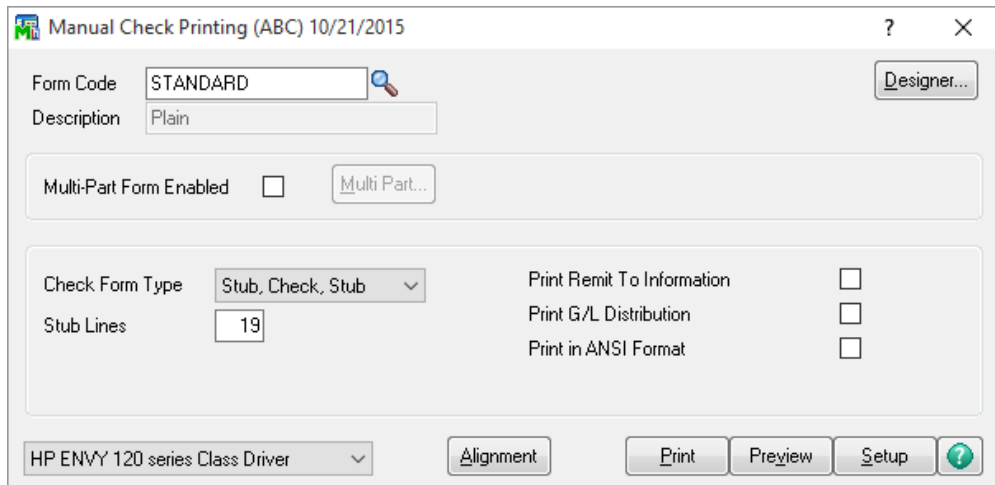 Manual Check Printing (ABC) 10/21/2015 ?
Form Code STANDARD Designer...
Description Plain
Multi-Part Form Enabled Multi Part...
Check Form Type Stub, Check, Stub Print Remit To Information
Stub Lines 19 Print G/L Distribution
Print in ANSI Format
HP ENVY 120 series Class Driver Alignment Print Preview Setup ?